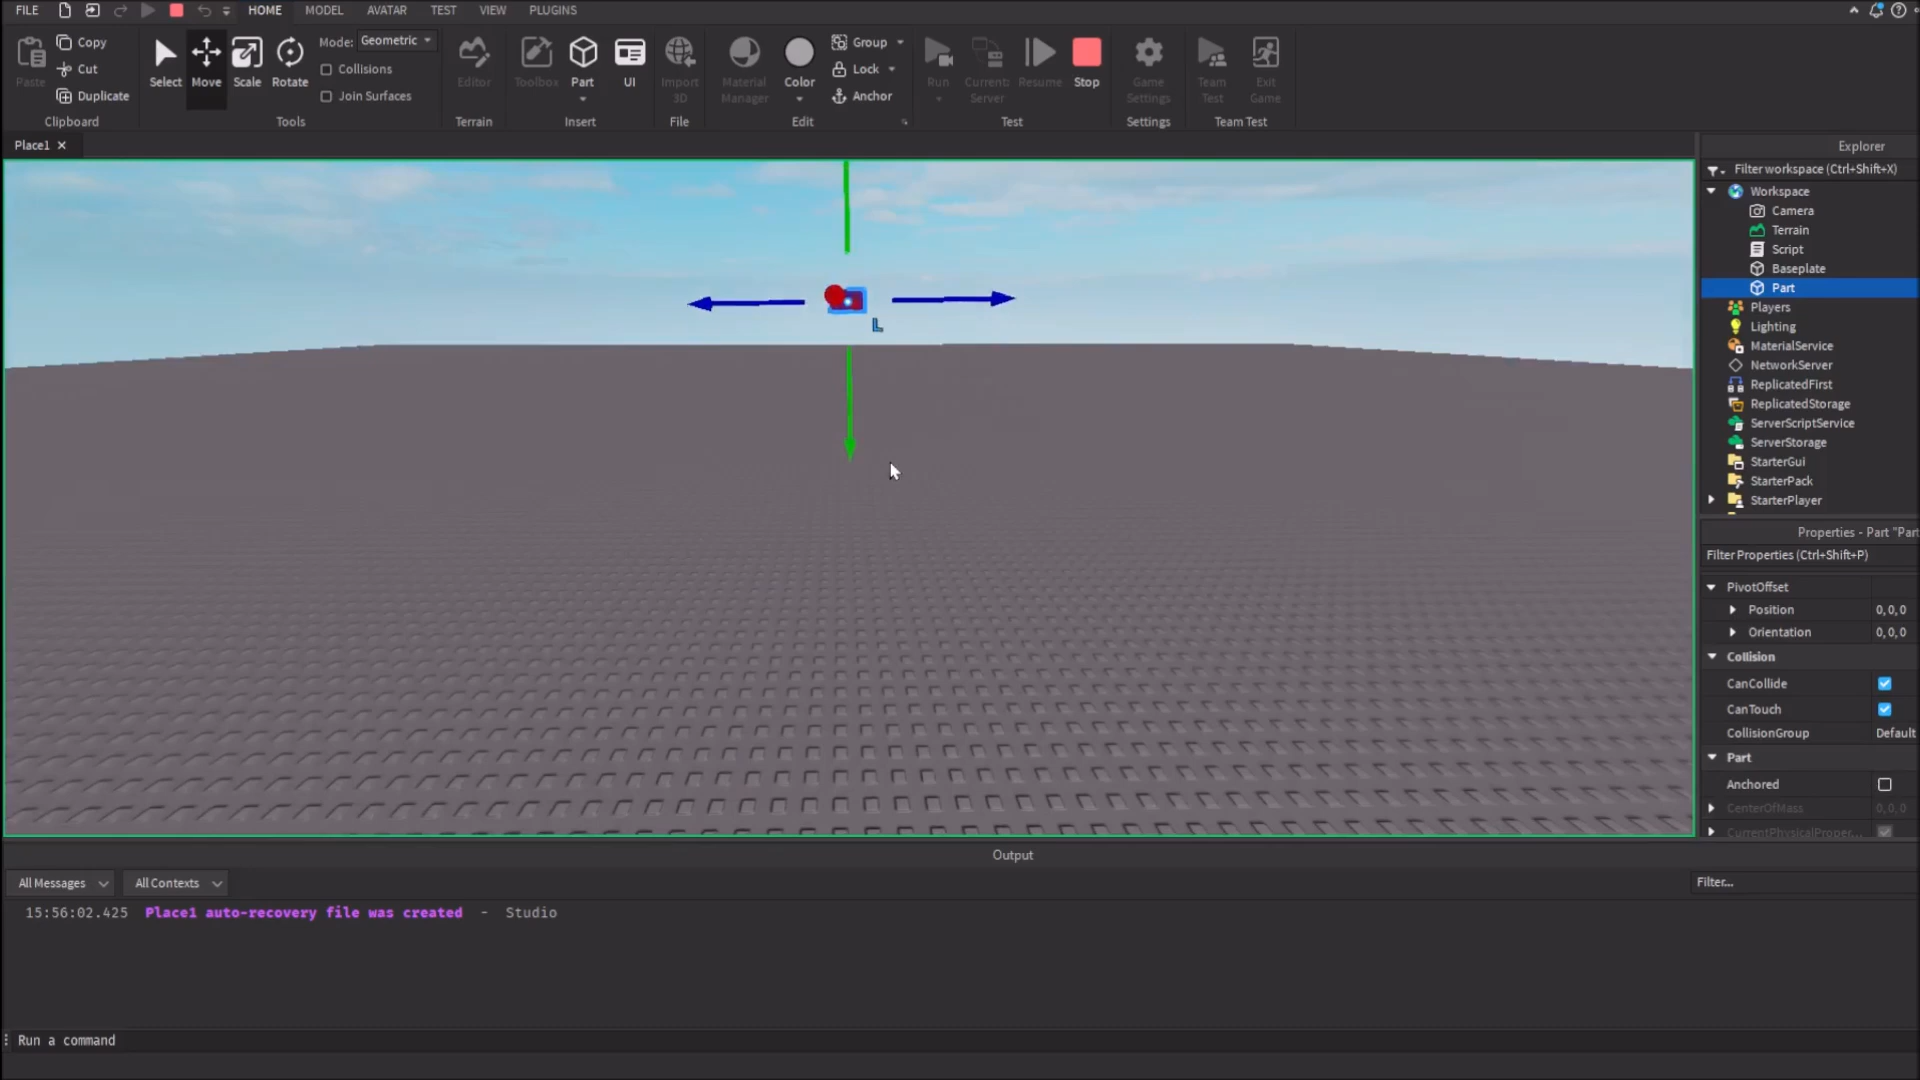 FILE HOME MODEL AVATAR TEST VIEW PLUGINS
Paste
Copy
Cut
Duplicate
Clipboard
Select
Move
Scale
Rotate
Mode: Geometric
Collisions
Join Surfaces
Tools
Editor
Terrain
Toolbox
Part
UI
Insert
Import
3D
File
Material
Manager
Color
Group
Lock
Anchor
Edit
Run
Current:
Server
Resume
Stop
Test
Game
Settings
Settings
Team
Test
Exit
Game
Team Test
Place1
L
Explorer
Filter workspace (Ctrl+Shift+X)
Workspace
Camera
Terrain
Script
Baseplate
Part
Players
Lighting
MaterialService
NetworkServer
ReplicatedFirst
ReplicatedStorage
ServerScriptService
ServerStorage
StarterGui
StarterPack
StarterPlayer
Properties - Part "Part
Filter Properties (Ctrl+Shift+P)
PivotOffset
Position 0,0,0
Orientation 0,0,0
Collision
CanCollide
CanTouch
CollisionGroup Default
Part
Anchored
CenterOfMass 0,0,0
CurrentPhysicalProper...
Output
All Messages All Contexts Filter...
15:56:02.425 Place1 auto-recovery file was created - Studio
Run a command